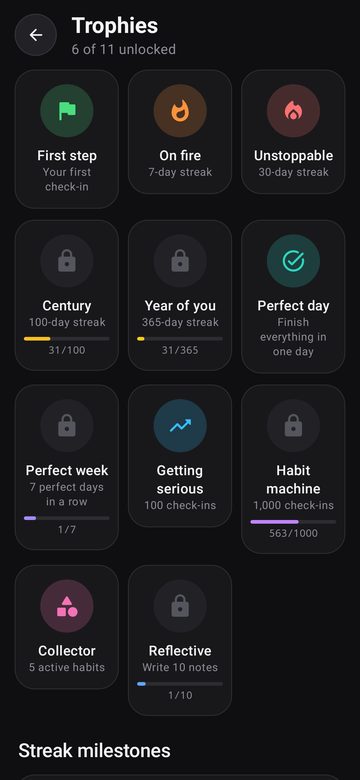 Trophies
6 of 11 unlocked
First step
Your first
check-in
On fire
7-day streak
Unstoppable
30-day streak
Century
100-day streak
31/100
Year of you
365-day streak
31/365
Perfect day
Finish
everything in
one day
Perfect week
7 perfect days
in a row
1/7
Getting
serious
100 check-ins
Habit
machine
1,000 check-ins
563/1000
Collector
5 active habits
Reflective
Write 10 notes
1/10
Streak milestones